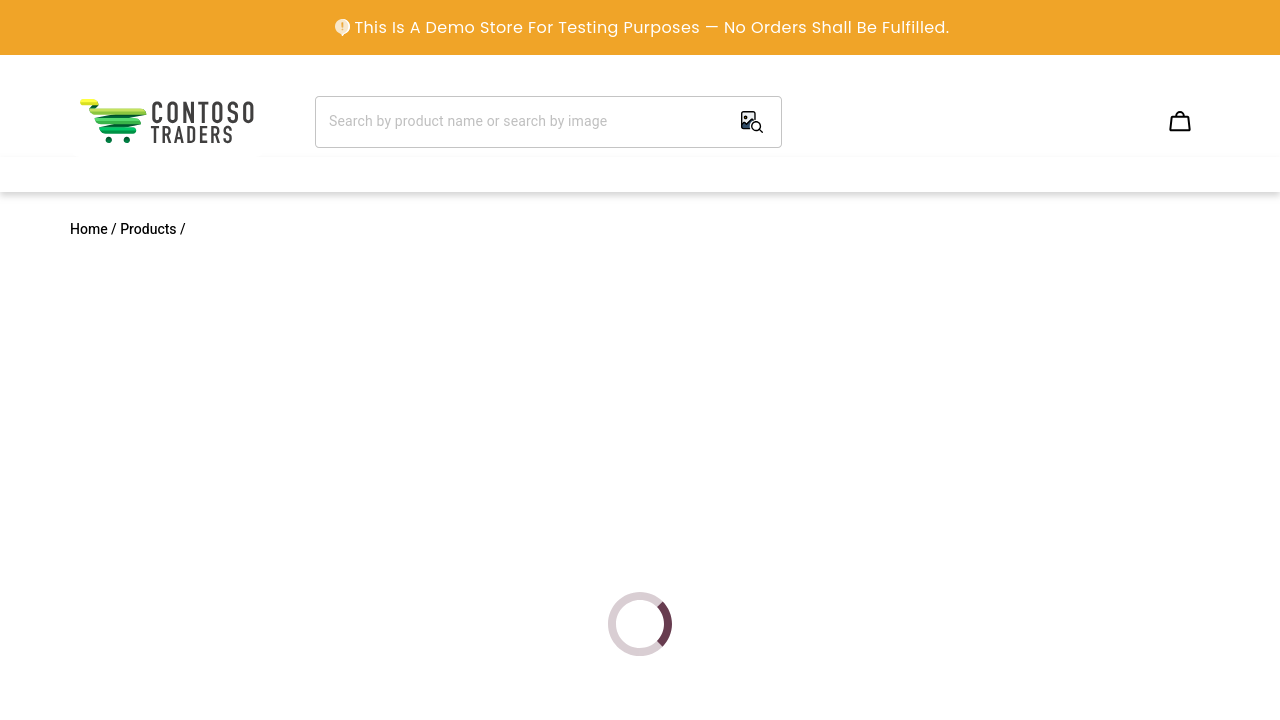 This Is A Demo Store For Testing Purposes — No Orders Shall Be Fulfilled.
CONTOSO
TRADERS
Search by product name or search by image
Home / Products /